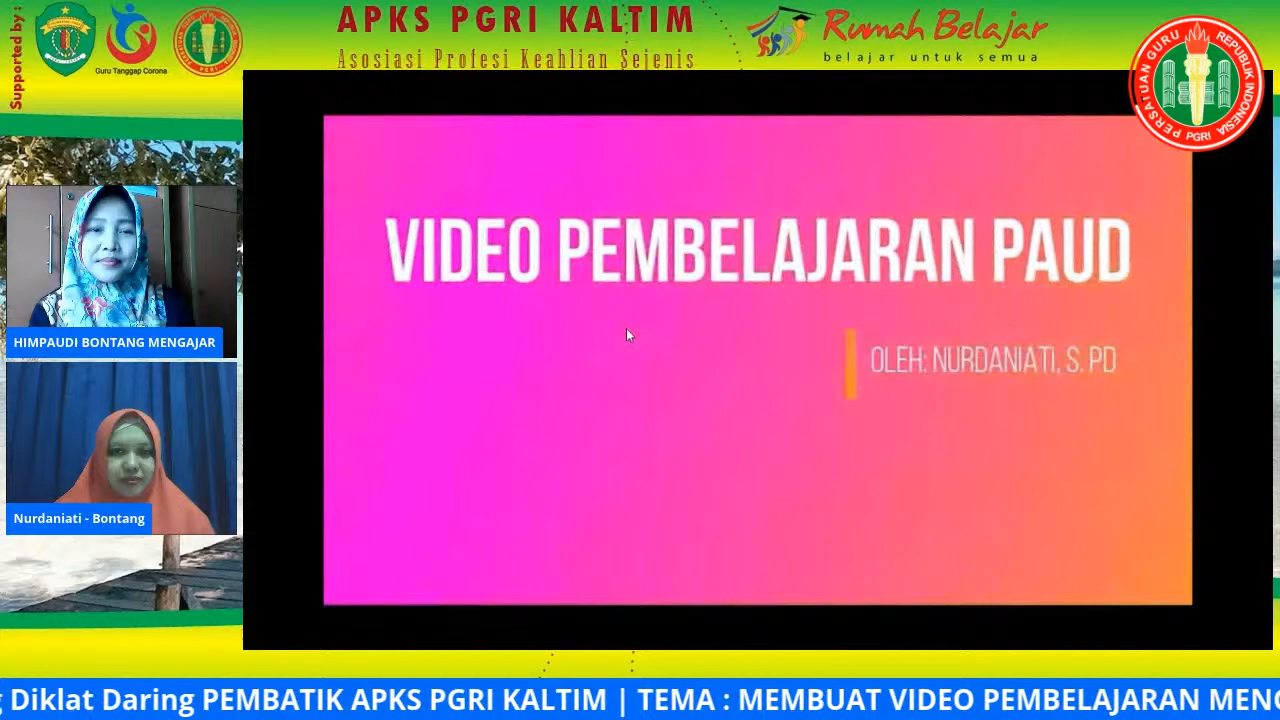 Supported by :
Guru Tanggap Corona
APKS PGRI KALTIM
Asosiasi Profesi Keahlian Sejenis
Rumah Belajar
belajar untuk semua
PERSATUAN GURU REPUBLIK INDONESIA
PGRI
VIDEO PEMBELAJARAN PAUD
OLEH: NURDANIATI, S. PD
HIMPAUDI BONTANG MENGAJAR
Nurdaniati - Bontang
Diklat Daring PEMBATIK APKS PGRI KALTIM | TEMA : MEMBUAT VIDEO PEMBELAJARAN